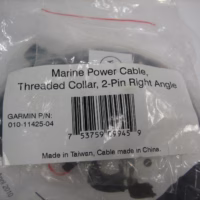 Marine Power Cable,
Threaded Collar, 2-Pin Right Angle
GARMIN P/N:
010-11425-04
7 53759 09945 9
Made in Taiwan, Cable made in China.